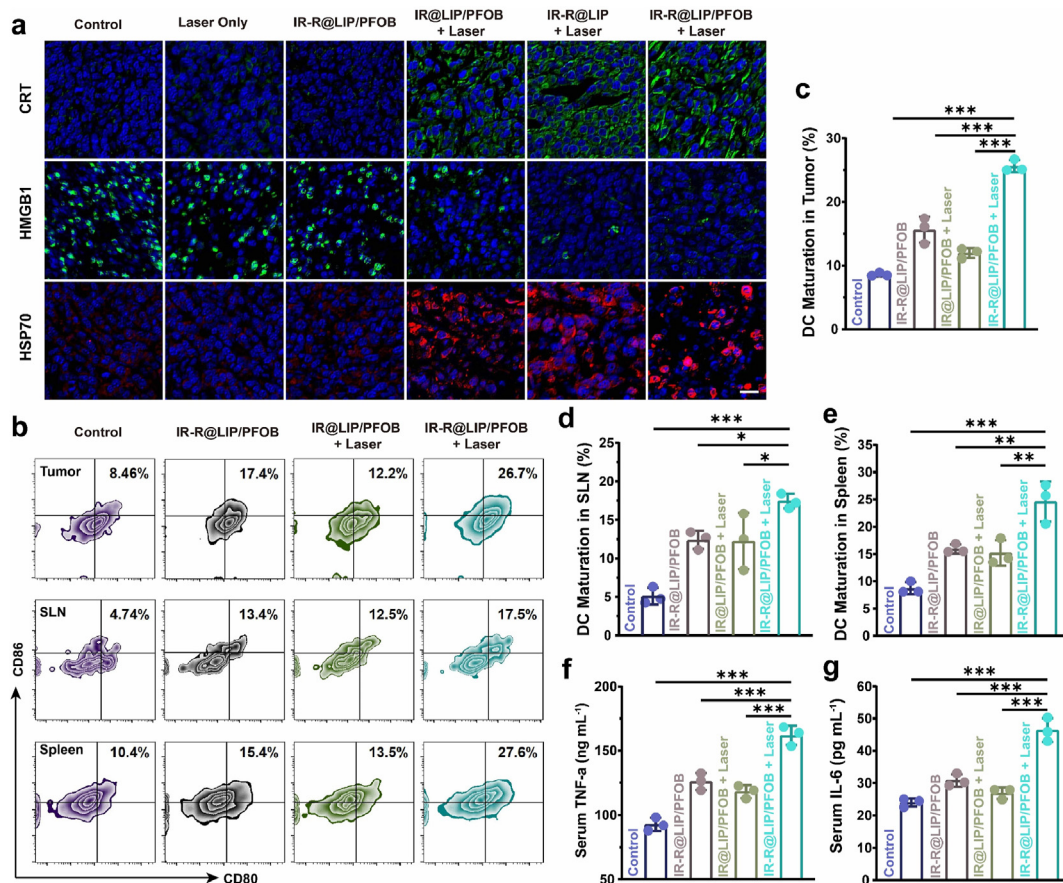 a
Control
Laser Only
IR-R@LIP/PFOB
IR@LIP/PFOB
+ Laser
IR-R@LIP
+ Laser
IR-R@LIP/PFOB
+ Laser
CRT
HMGB1
HSP70
b
Control
IR-R@LIP/PFOB
IR@LIP/PFOB
+ Laser
IR-R@LIP/PFOB
+ Laser
Tumor
8.46%
17.4%
12.2%
26.7%
SLN
4.74%
13.4%
12.5%
17.5%
Spleen
10.4%
15.4%
13.5%
27.6%
CD86
CD80
c
DC Maturation in Tumor (%)
30
20
10
0
***
***
***
Control
IR-R@LIP/PFOB
IR@LIP/PFOB + Laser
IR-R@LIP/PFOB + Laser
d
DC Maturation in SLN (%)
25
20
15
10
5
0
***
*
*
Control
IR-R@LIP/PFOB
IR@LIP/PFOB + Laser
IR-R@LIP/PFOB + Laser
e
DC Maturation in Spleen (%)
40
35
30
25
20
15
10
5
0
***
**
**
Control
IR-R@LIP/PFOB
IR@LIP/PFOB + Laser
IR-R@LIP/PFOB + Laser
f
Serum TNF-a (ng mL⁻¹)
200
150
100
50
***
***
***
Control
IR-R@LIP/PFOB
IR@LIP/PFOB + Laser
IR-R@LIP/PFOB + Laser
g
Serum IL-6 (pg mL⁻¹)
60
50
40
30
20
10
0
***
***
***
Control
IR-R@LIP/PFOB
IR@LIP/PFOB + Laser
IR-R@LIP/PFOB + Laser